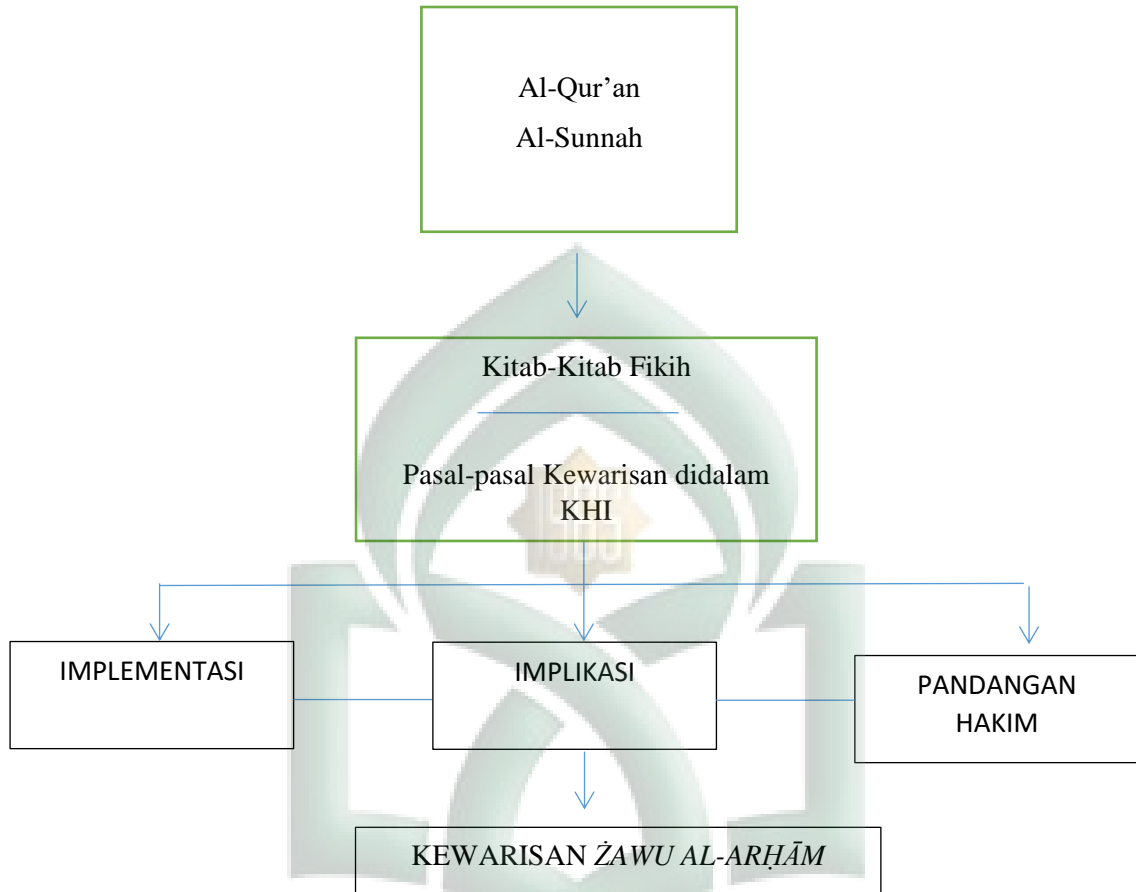 Al-Qur’an
Al-Sunnah
Kitab-Kitab Fikih
Pasal-pasal Kewarisan didalam
KHI
IMPLEMENTASI
IMPLIKASI
PANDANGAN
HAKIM
KEWARISAN ŻAWU AL-ARḤĀM